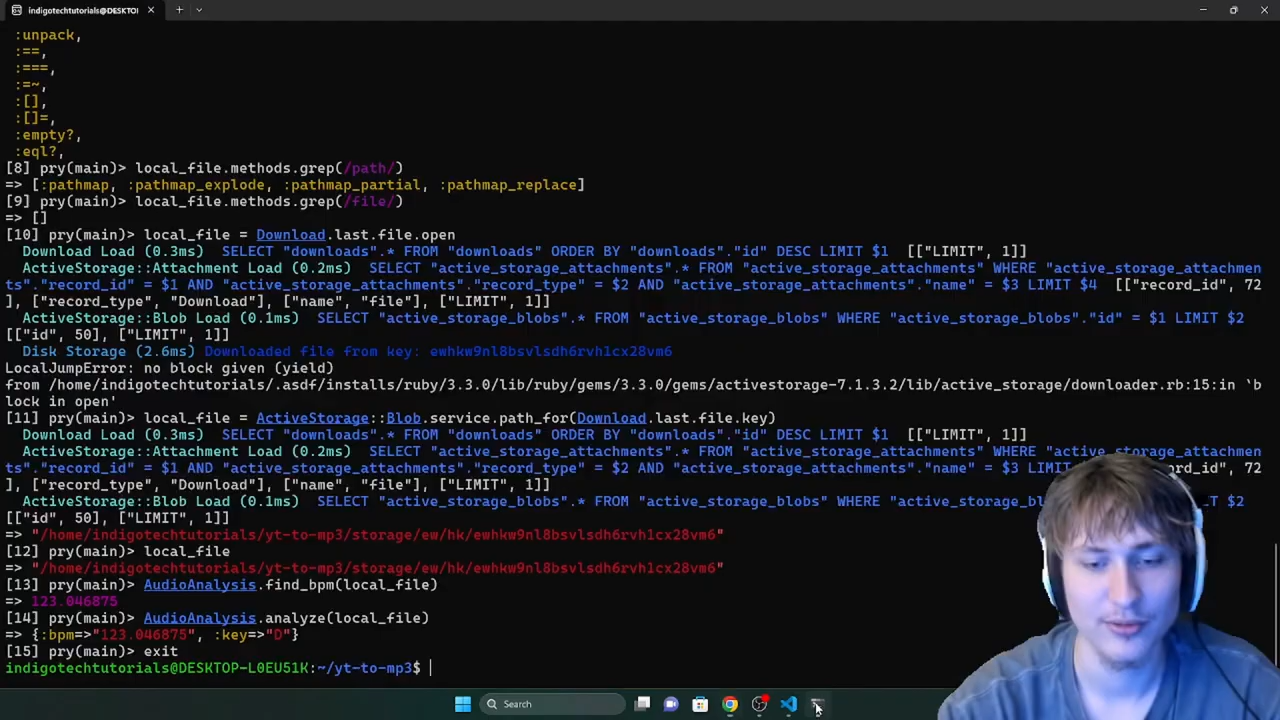 indigotechtutorials@DESKTO
:unpack,
:==,
:===,
:=~,
:[],
:[]=,
:empty?,
:eql?,
[8] pry(main)> local_file.methods.grep(/path/)
=> [:pathmap, :pathmap_explode, :pathmap_partial, :pathmap_replace]
[9] pry(main)> local_file.methods.grep(/file/)
=> []
[10] pry(main)> local_file = Download.last.file.open
Download Load (0.3ms)  SELECT "downloads".* FROM "downloads" ORDER BY "downloads"."id" DESC LIMIT $1  [["LIMIT", 1]]
ActiveStorage::Attachment Load (0.2ms)  SELECT "active_storage_attachments".* FROM "active_storage_attachments" WHERE "active_storage_attachmen
ts"."record_id" = $1 AND "active_storage_attachments"."record_type" = $2 AND "active_storage_attachments"."name" = $3 LIMIT $4  [["record_id", 72
], ["record_type", "Download"], ["name", "file"], ["LIMIT", 1]]
ActiveStorage::Blob Load (0.1ms)  SELECT "active_storage_blobs".* FROM "active_storage_blobs" WHERE "active_storage_blobs"."id" = $1 LIMIT $2
[["id", 50], ["LIMIT", 1]]
Disk Storage (2.6ms) Downloaded file from key: ewhkw9nl8bsvlsdh6rvh1cx28vm6
LocalJumpError: no block given (yield)
from /home/indigotechtutorials/.asdf/installs/ruby/3.3.0/lib/ruby/gems/3.3.0/gems/activestorage-7.1.3.2/lib/active_storage/downloader.rb:15:in `b
lock in open'
[11] pry(main)> local_file = ActiveStorage::Blob.service.path_for(Download.last.file.key)
Download Load (0.3ms)  SELECT "downloads".* FROM "downloads" ORDER BY "downloads"."id" DESC LIMIT $1  [["LIMIT", 1]]
ActiveStorage::Attachment Load (0.2ms)  SELECT "active_storage_attachments".* FROM "active_storage_attachments" WHERE "active_storage_attachmen
ts"."record_id" = $1 AND "active_storage_attachments"."record_type" = $2 AND "active_storage_attachments"."name" = $3 LIM cord_id", 72
], ["record_type", "Download"], ["name", "file"], ["LIMIT", 1]]
ActiveStorage::Blob Load (0.1ms)  SELECT "active_storage_blobs".* FROM "active_storage_blobs" WHERE "active_storage_blo $2
[["id", 50], ["LIMIT", 1]]
=> "/home/indigotechtutorials/yt-to-mp3/storage/ew/hk/ewhkw9nl8bsvlsdh6rvh1cx28vm6"
[12] pry(main)> local_file
=> "/home/indigotechtutorials/yt-to-mp3/storage/ew/hk/ewhkw9nl8bsvlsdh6rvh1cx28vm6"
[13] pry(main)> AudioAnalysis.find_bpm(local_file)
=> 123.046875
[14] pry(main)> AudioAnalysis.analyze(local_file)
=> {:bpm=>"123.046875", :key=>"D"}
[15] pry(main)> exit
indigotechtutorials@DESKTOP-L0EU51K:~/yt-to-mp3$
Search